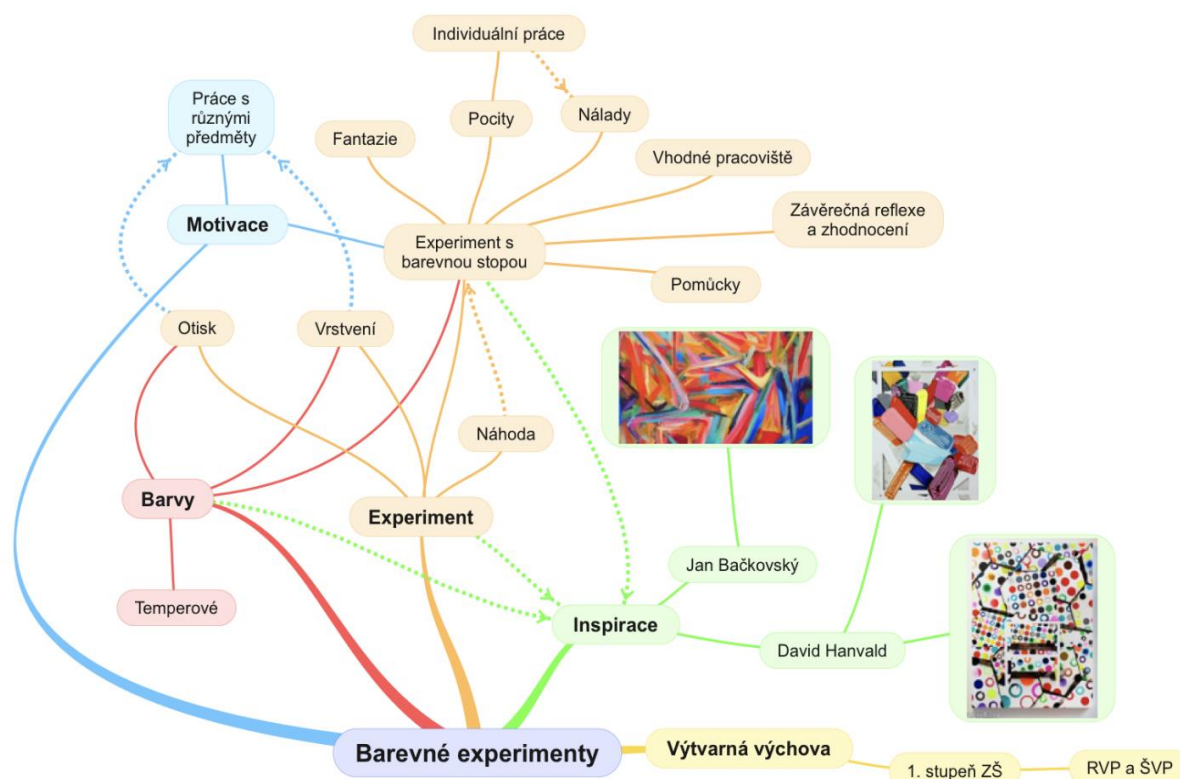 Individuální práce
Práce s
různými
předměty
Fantazie
Pocity
Nálady
Vhodné pracoviště
Motivace
Experiment s
barevnou stopou
Závěrečná reflexe
a zhodnocení
Pomůcky
Otisk
Vrstvení
Náhoda
Barvy
Experiment
Jan Bačkovský
Temperové
Inspirace
David Hanvald
Barevné experimenty
Výtvarná výchova
1. stupeň ZŠ
RVP a ŠVP